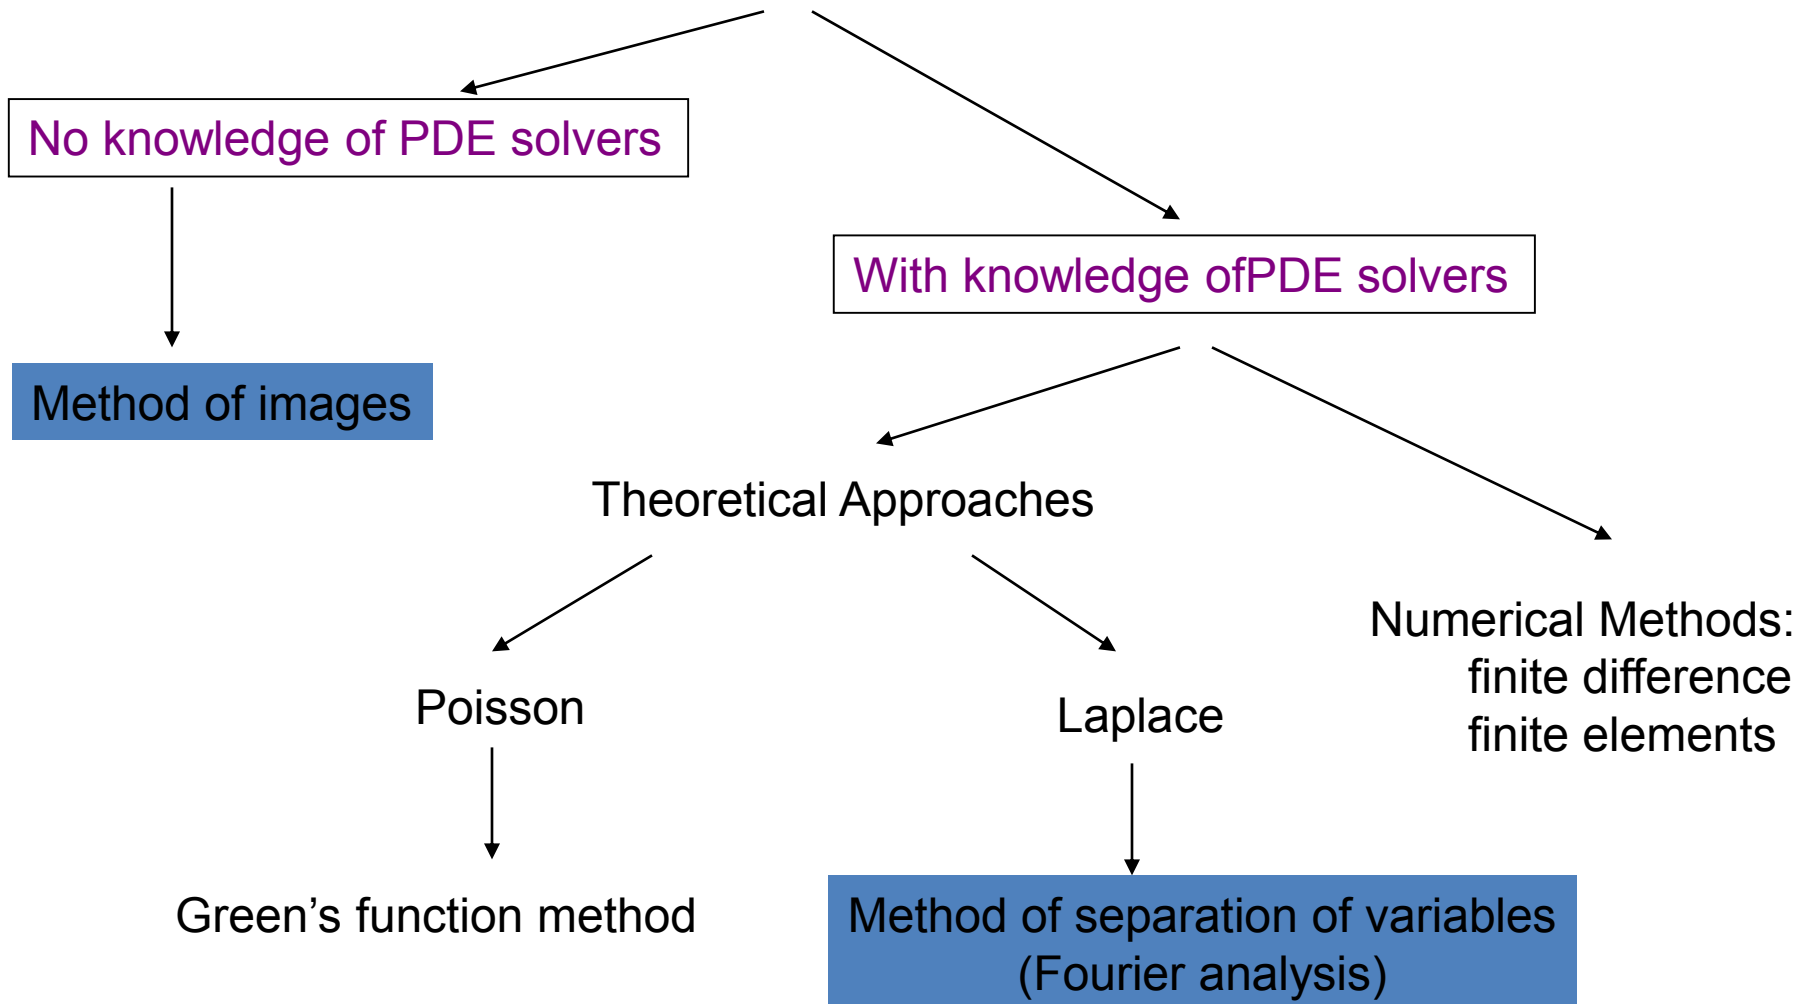 No knowledge of PDE solvers
With knowledge ofPDE solvers
Method of images
Theoretical Approaches
Numerical Methods:
finite difference
finite elements
Poisson
Laplace
Green’s function method
Method of separation of variables
(Fourier analysis)